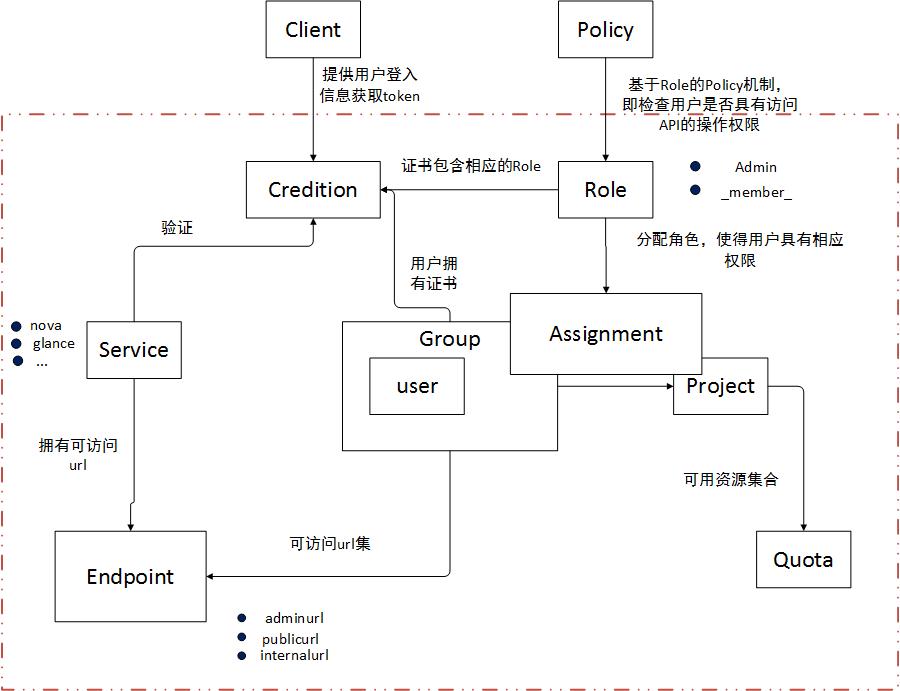 Client
Policy
提供用户登入
信息获取token
基于Role的Policy机制,
即检查用户是否具有访问
API的操作权限
Credition
证书包含相应的Role
Role
Admin
_member_
验证
分配角色，使得用户具有相应
权限
用户拥
有证书
nova
glance
...
Service
Group
user
Assignment
Project
拥有可访问
url
可用资源集合
可访问url集
Endpoint
Quota
adminurl
publicurl
internalurl